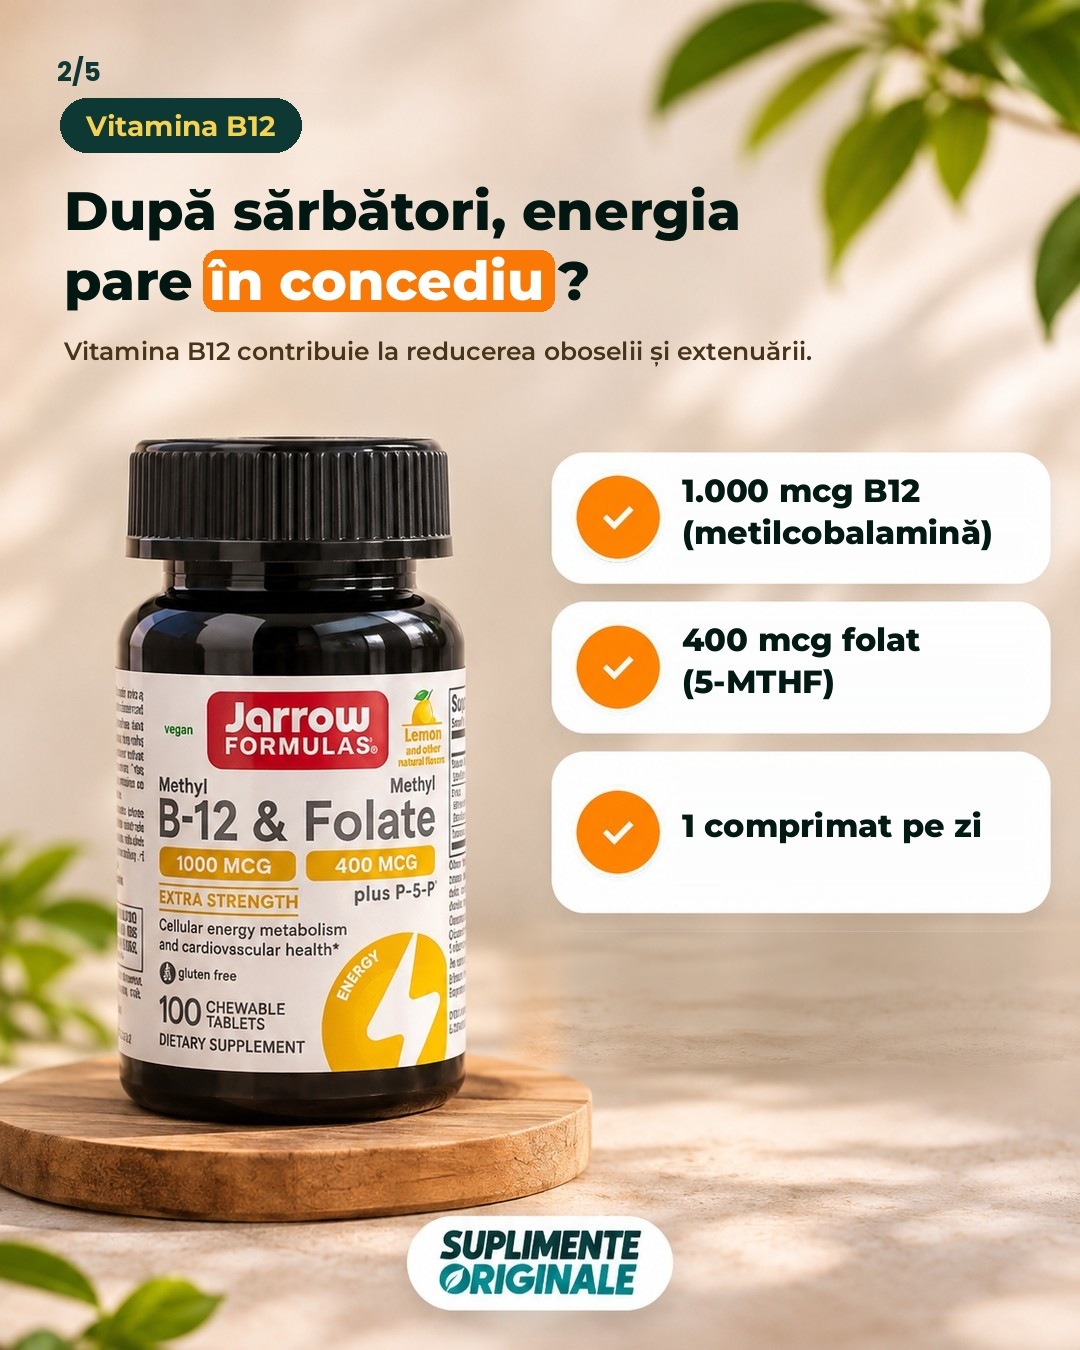 2/5
Vitamina B12
După sărbători, energia
pare în concediu?
Vitamina B12 contribuie la reducerea oboselii și extenuării.
1.000 mcg B12
(metilcobalamină)
400 mcg folat
(5-MTHF)
1 comprimat pe zi
vegan
Jarrow
FORMULAS®
Lemon
and other
natural flavors
Methyl Methyl
B-12 & Folate
1000 MCG 400 MCG
EXTRA STRENGTH
plus P-5-P
Cellular energy metabolism
and cardiovascular health*
gluten free
ENERGY
100 CHEWABLE
TABLETS
DIETARY SUPPLEMENT
SUPLIMENTE
ORIGINALE